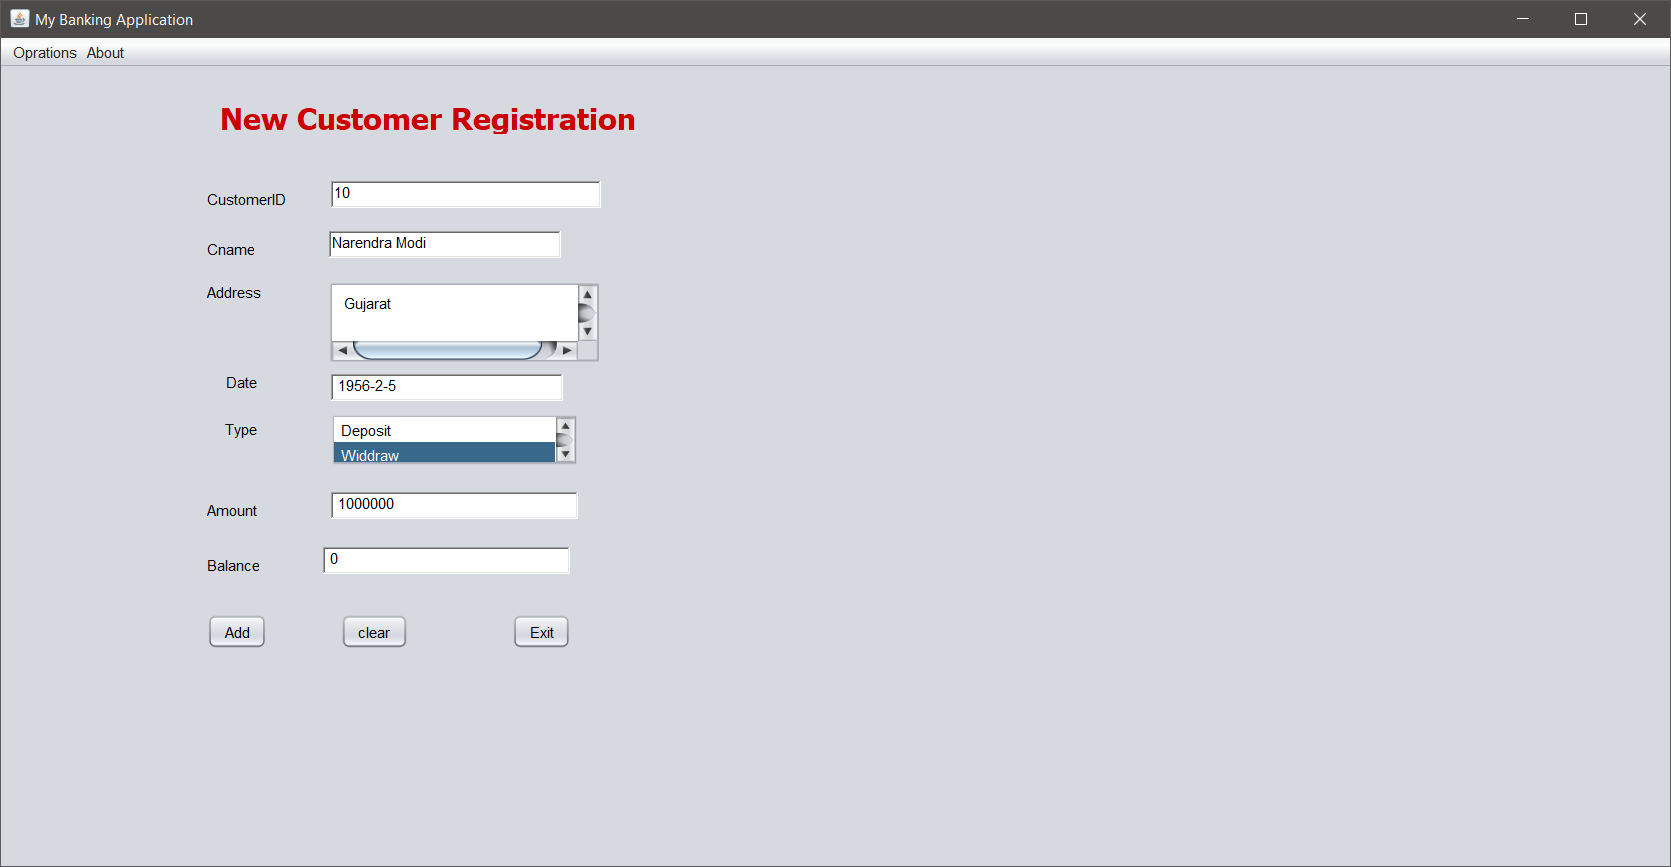 My Banking Application
Oprations About
New Customer Registration
CustomerID 10
Cname Narendra Modi
Address Gujarat
Date 1956-2-5
Type Deposit
Widdraw
Amount 1000000
Balance 0
Add clear Exit